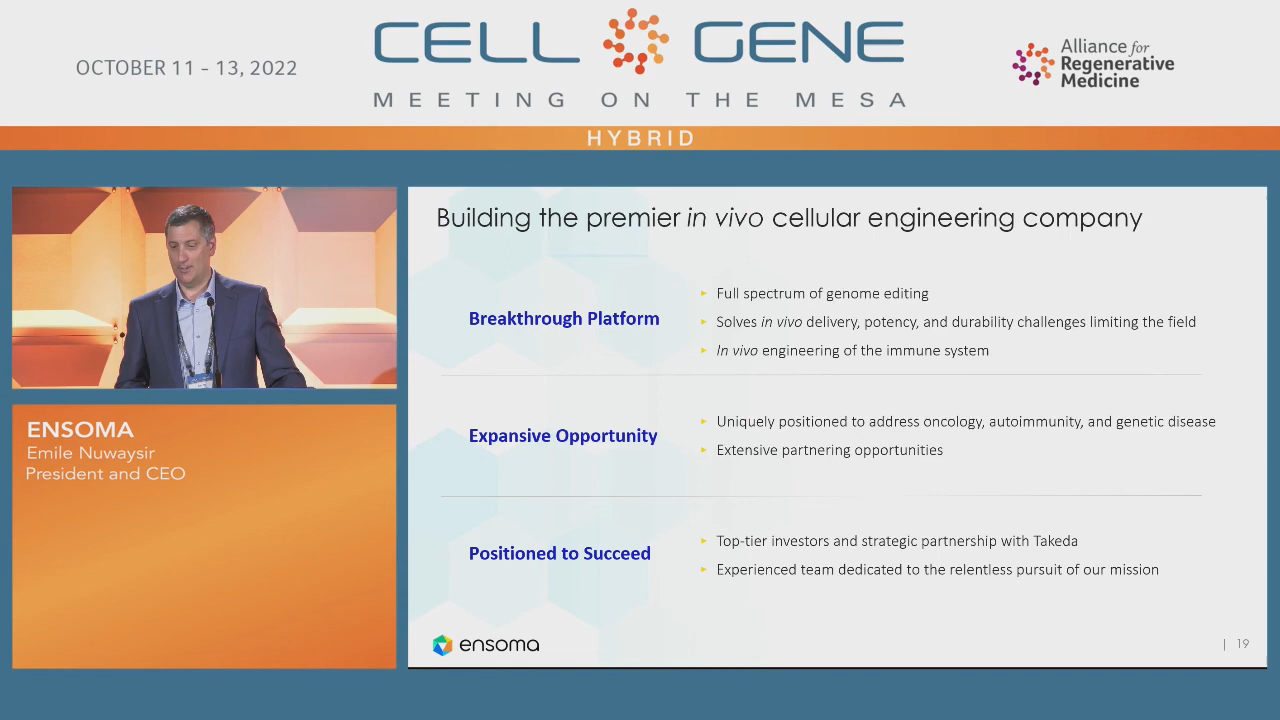 OCTOBER 11 - 13, 2022
CELL GENE
MEETING ON THE MESA
Alliance for
Regenerative
Medicine
HYBRID
ENSOMA
Emile Nuwaysir
President and CEO
Building the premier in vivo cellular engineering company
Breakthrough Platform
Full spectrum of genome editing
Solves in vivo delivery, potency, and durability challenges limiting the field
In vivo engineering of the immune system
Expansive Opportunity
Uniquely positioned to address oncology, autoimmunity, and genetic disease
Extensive partnering opportunities
Positioned to Succeed
Top-tier investors and strategic partnership with Takeda
Experienced team dedicated to the relentless pursuit of our mission
ensoma
| 19